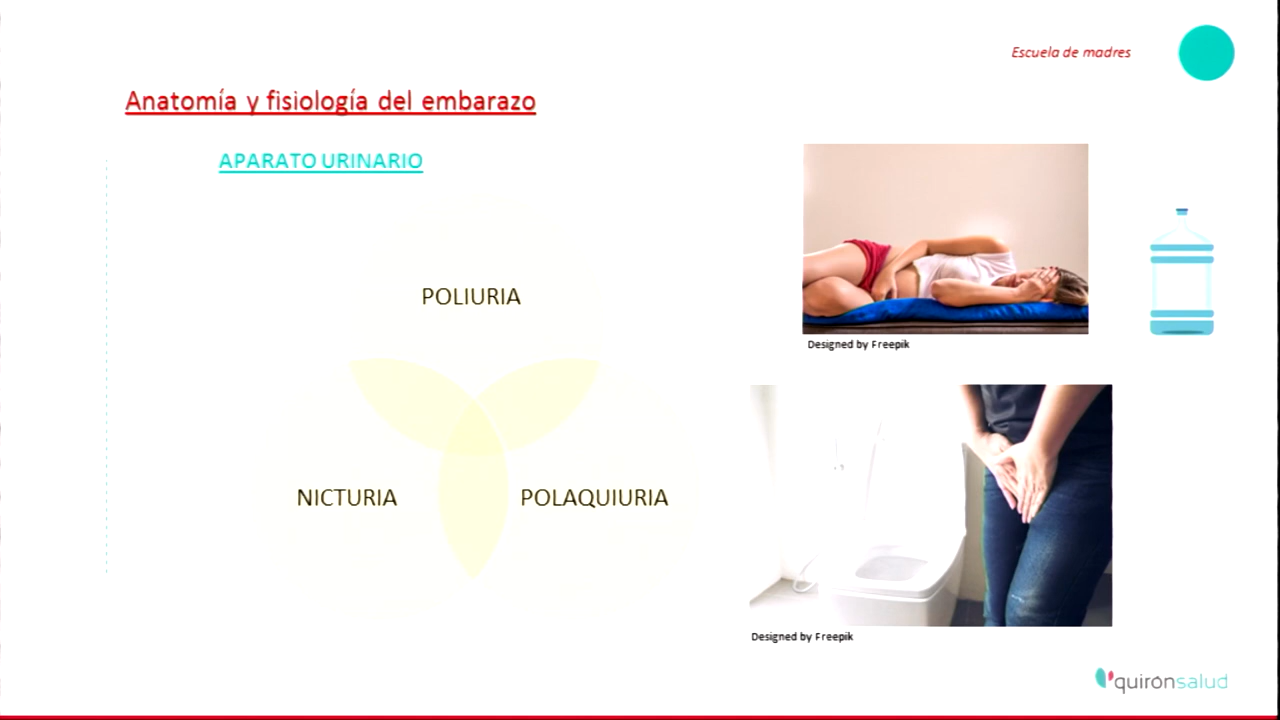 Escuela de madres
Anatomía y fisiología del embarazo
APARATO URINARIO
POLIURIA
NICTURIA
POLAQUIURIA
Designed by Freepik
Designed by Freepik
quirónsalud